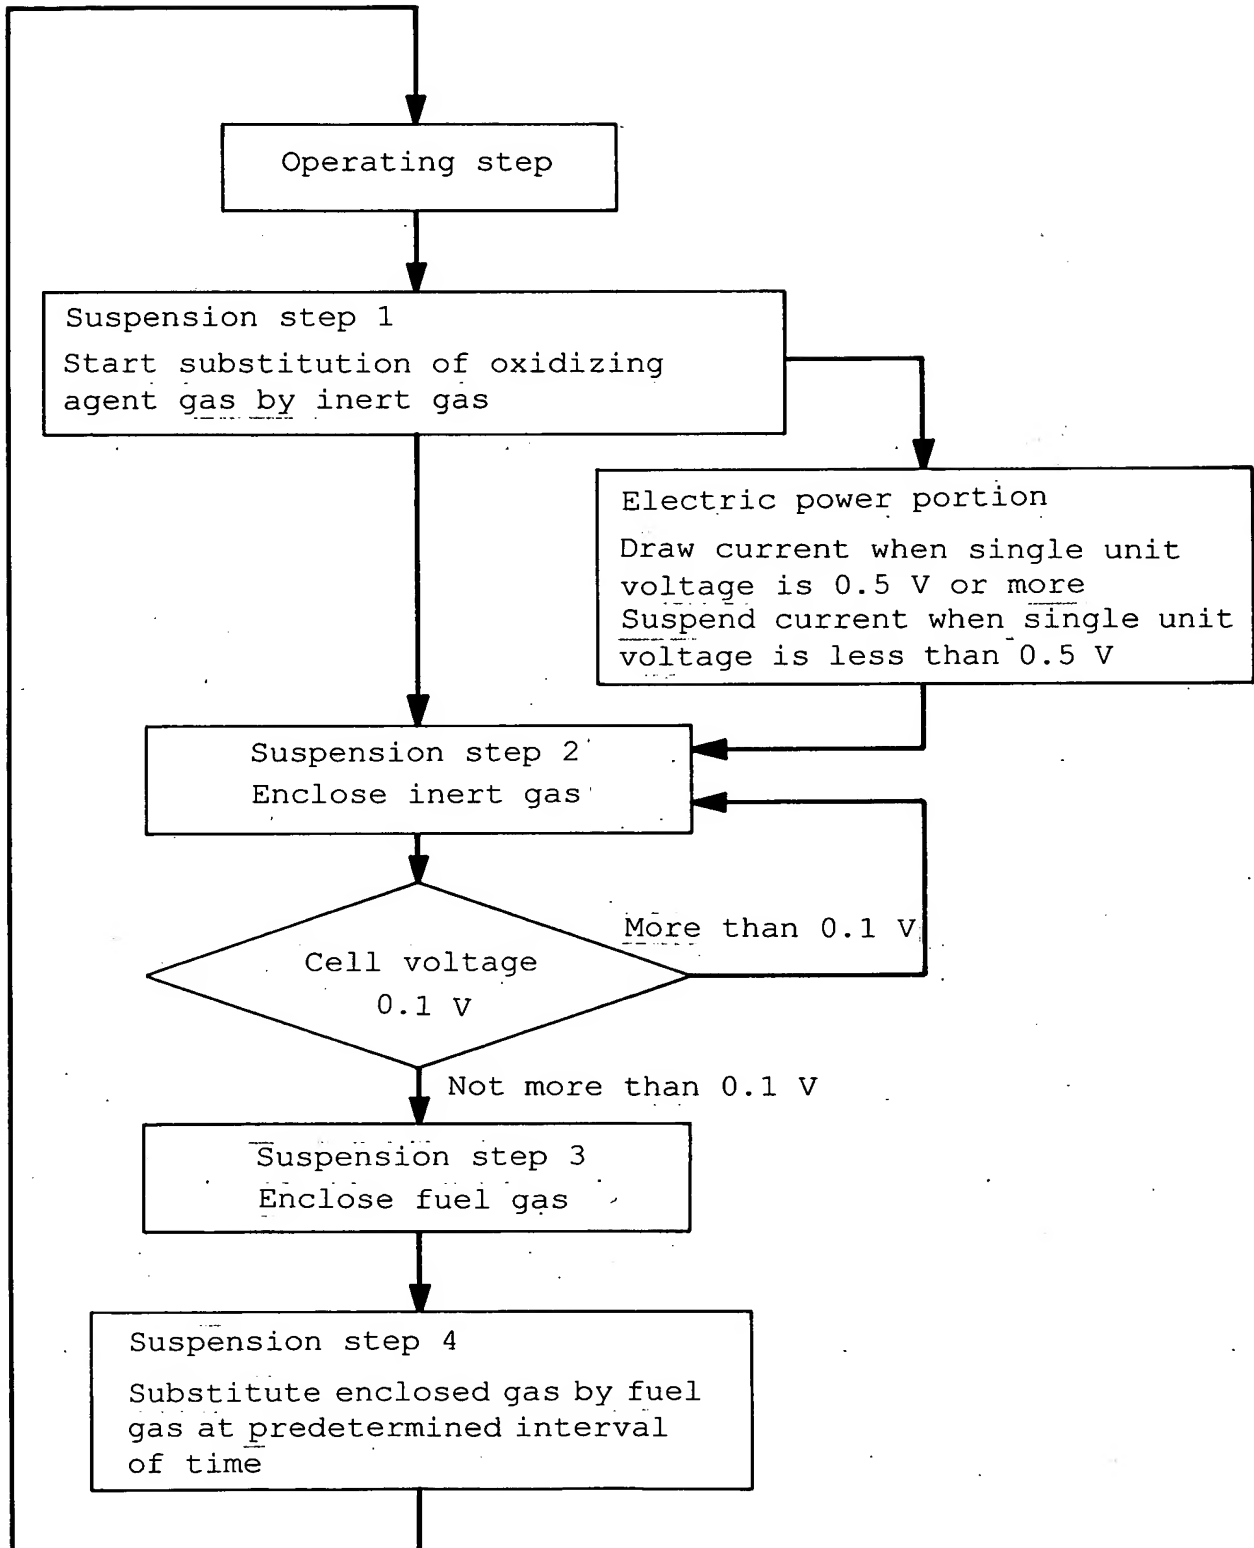 Operating step
Suspension step 1
Start substitution of oxidizing
agent gas by inert gas
Electric power portion
Draw current when single unit
voltage is 0.5 V or more
Suspend current when single unit
voltage is less than 0.5 V
Suspension step 2
Enclose inert gas
More than 0.1 V
Cell voltage
0.1 V
Not more than 0.1 V
Suspension step 3
Enclose fuel gas
Suspension step 4
Substitute enclosed gas by fuel
gas at predetermined interval
of time